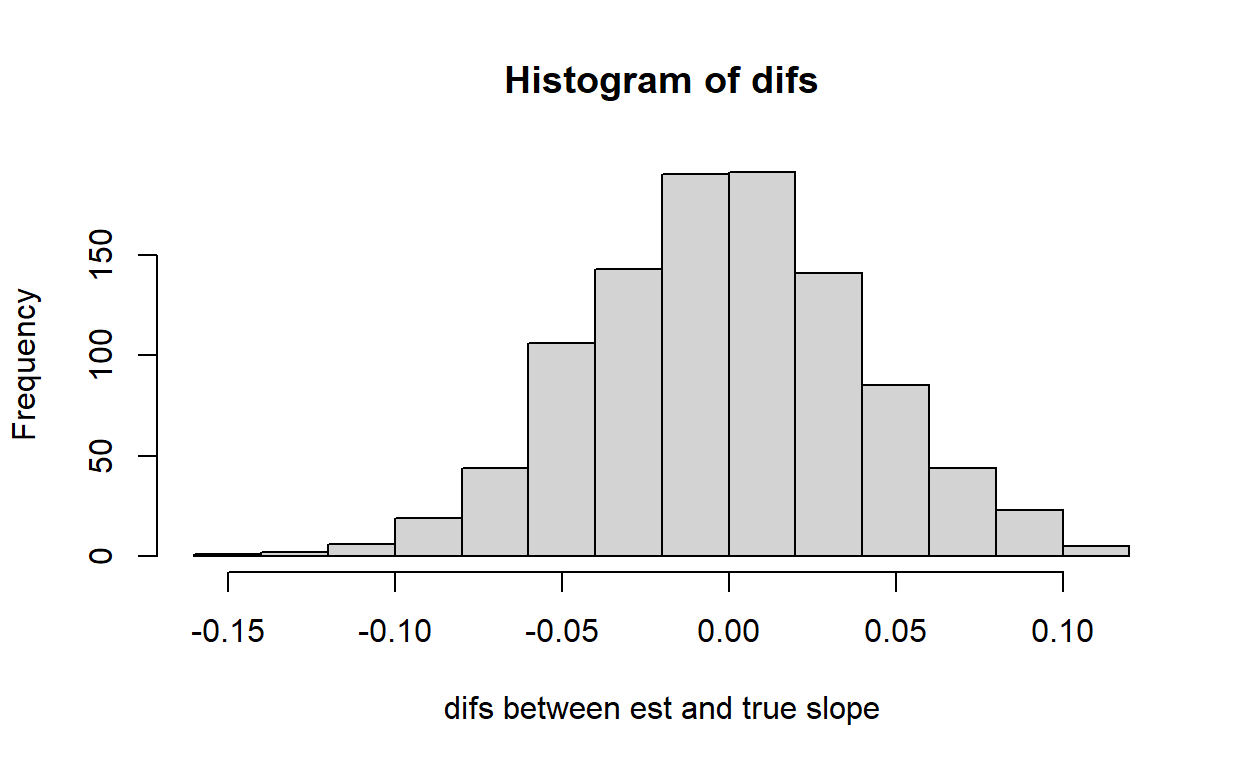 Histogram of difs
Frequency
150
100
50
0
-0.15 -0.10 -0.05 0.00 0.05 0.10
difs between est and true slope